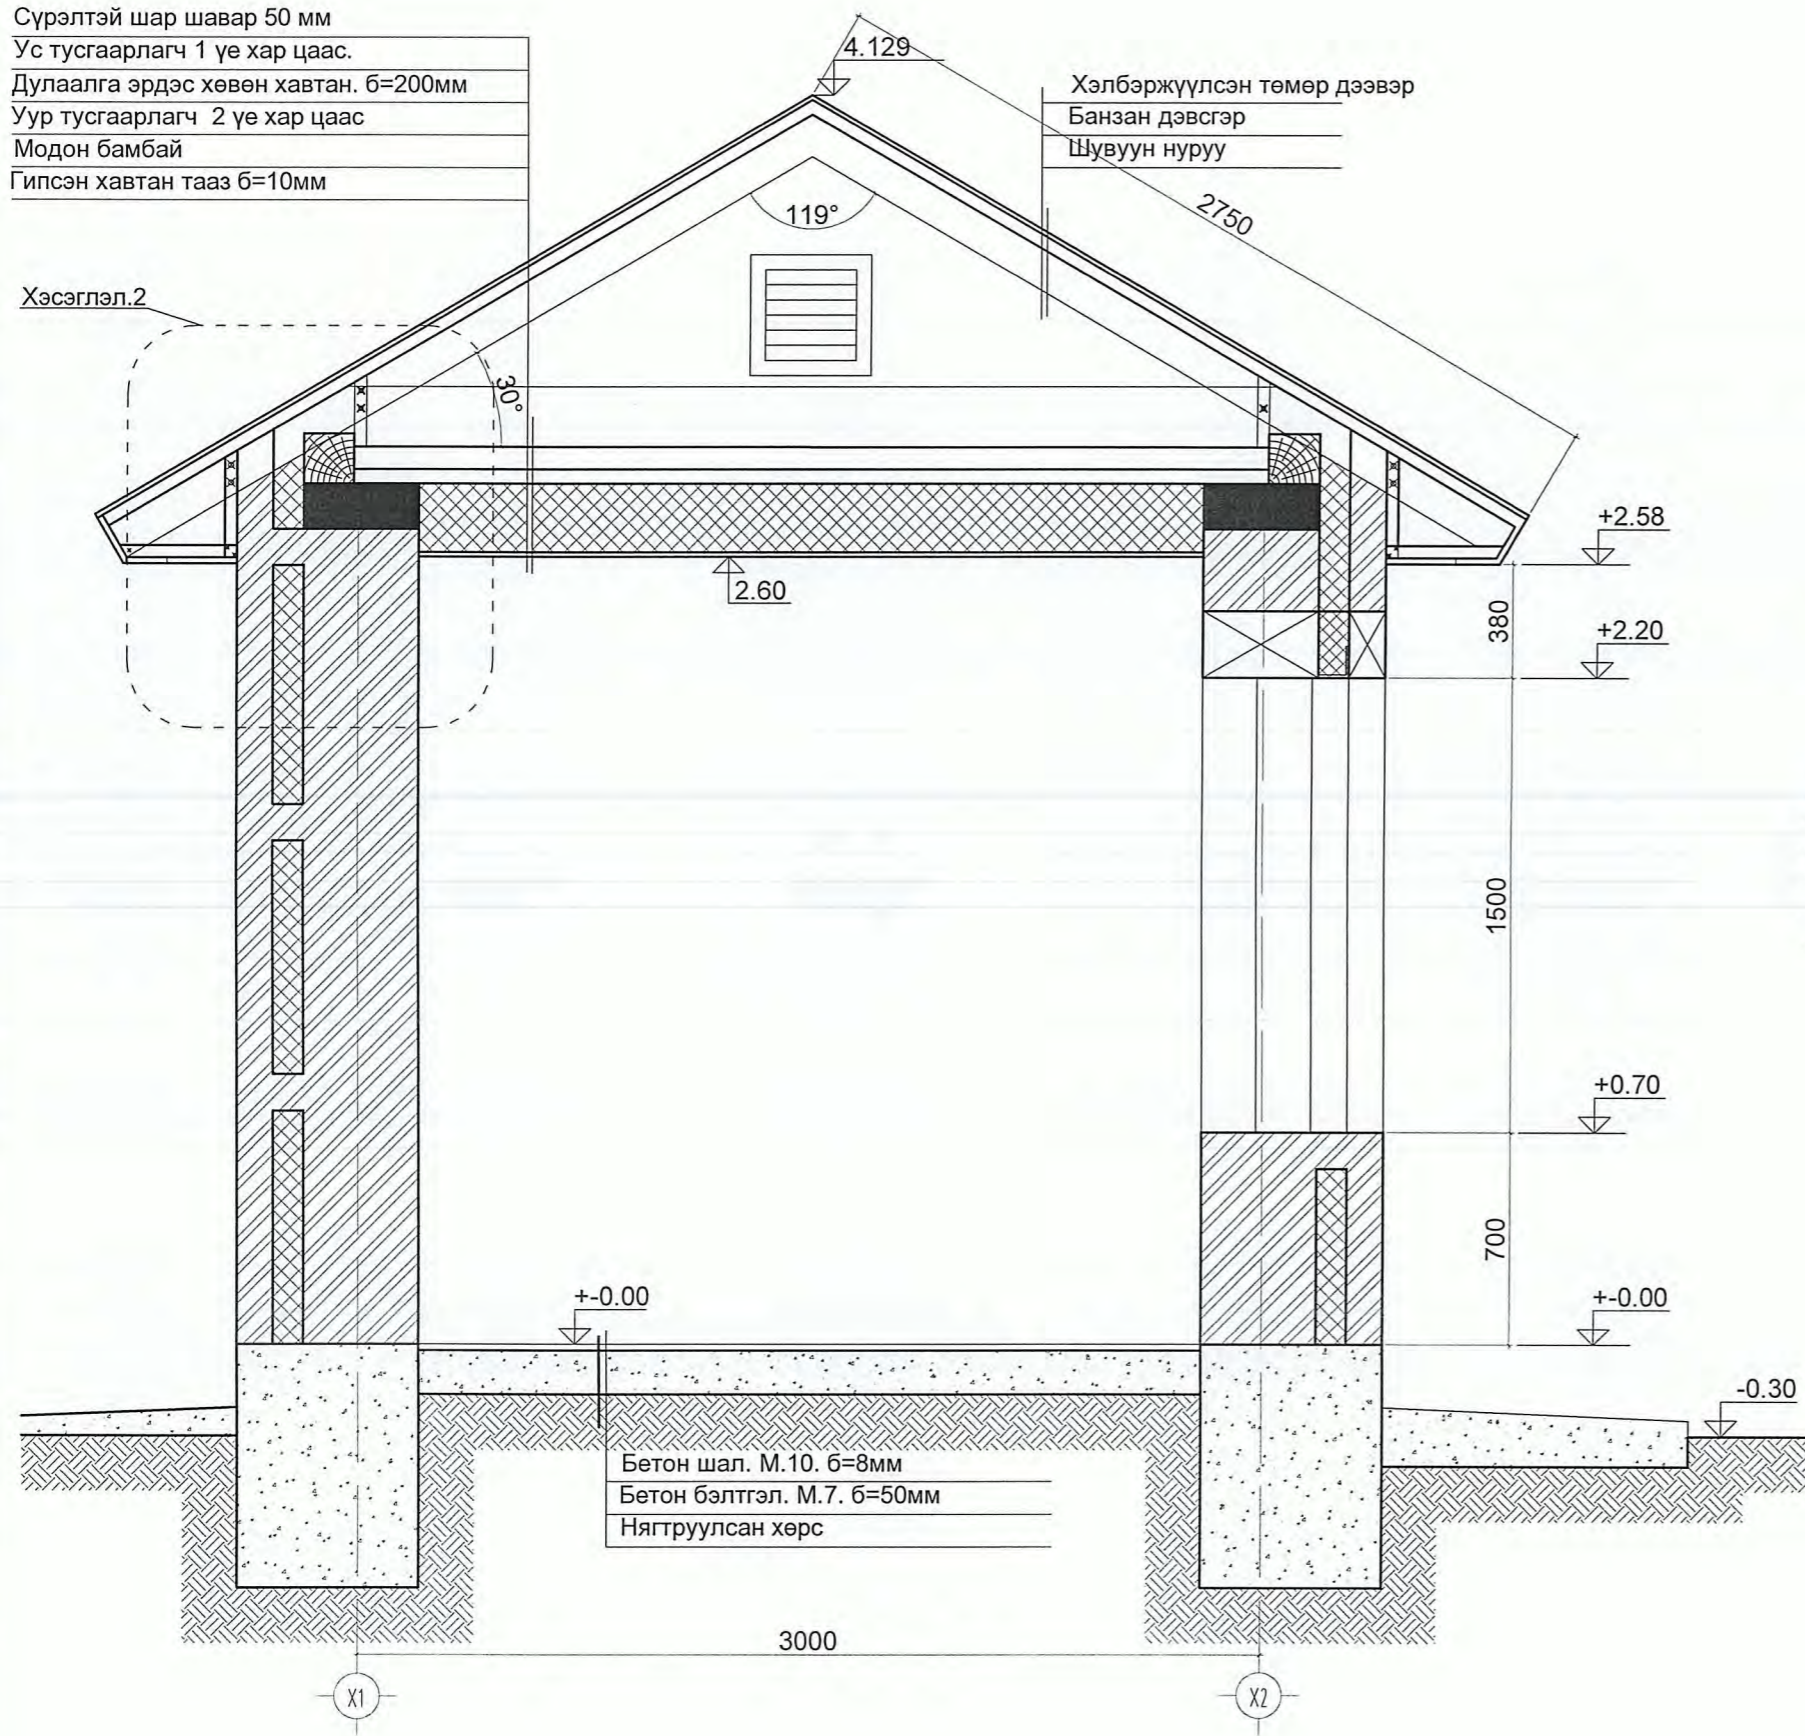 Сүрэлтэй шар шавар 50 мм
Ус тусгаарлагч 1 үе хар цаас.
Дулаалга эрдэс хөвөн хавтан. б=200мм
Уур тусгаарлагч 2 үе хар цаас
Модон бамбай
Гипсэн хавтан тааз б=10мм
4.129
Хэлбэржүүлсэн төмөр дээвэр
Банзан дэвсгэр
Шувуун нуруу
2750
119°
Хэсэглэл.2
30°
+2.58
2.60
380
+2.20
1500
+0.70
700
+-0.00
+-0.00
-0.30
Бетон шал. М.10. б=8мм
Бетон бэлтгэл. М.7. б=50мм
Нягтруулсан хөрс
3000
X1
X2